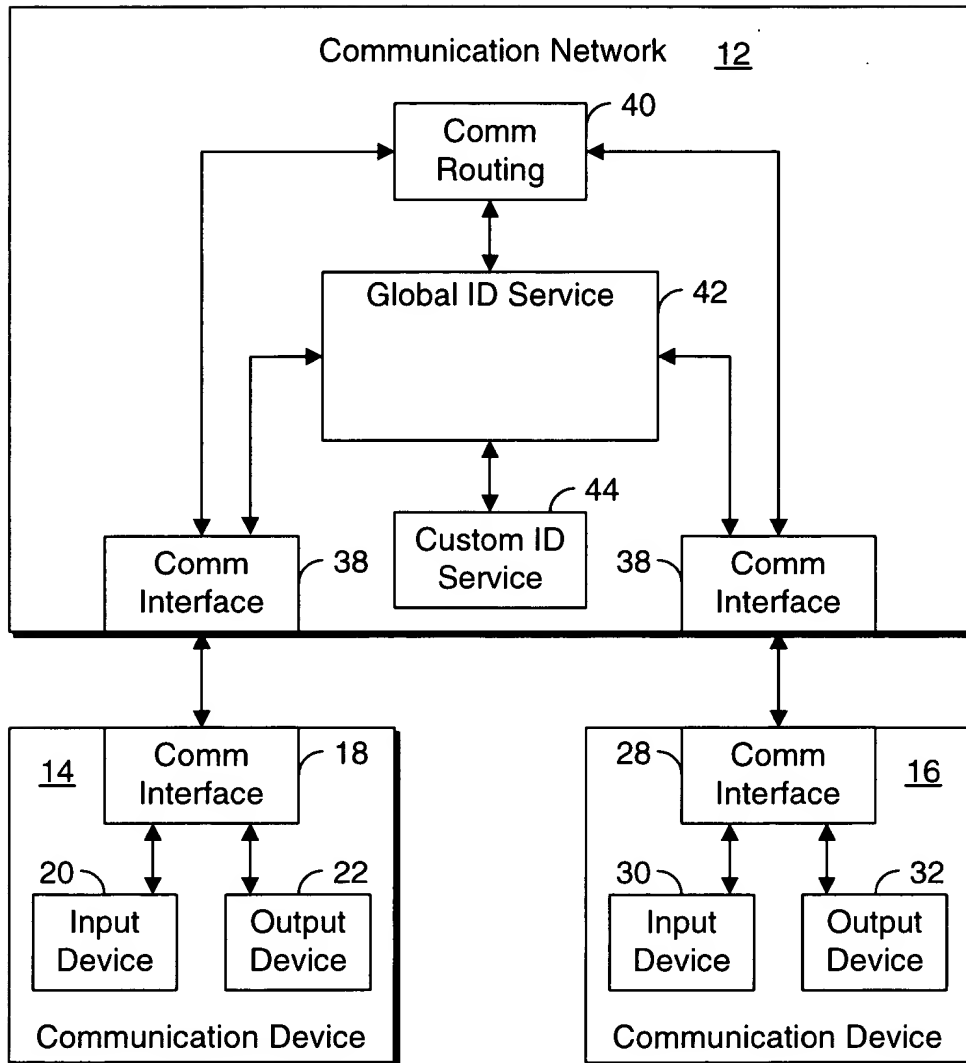 Communication Network 12
40
Comm
Routing
Global ID Service
42
44
Custom ID
Service
Comm
Interface
38
38
Comm
Interface
14
Comm
Interface
18
20
22
Input
Device
Output
Device
Communication Device
28
Comm
Interface
16
30
32
Input
Device
Output
Device
Communication Device